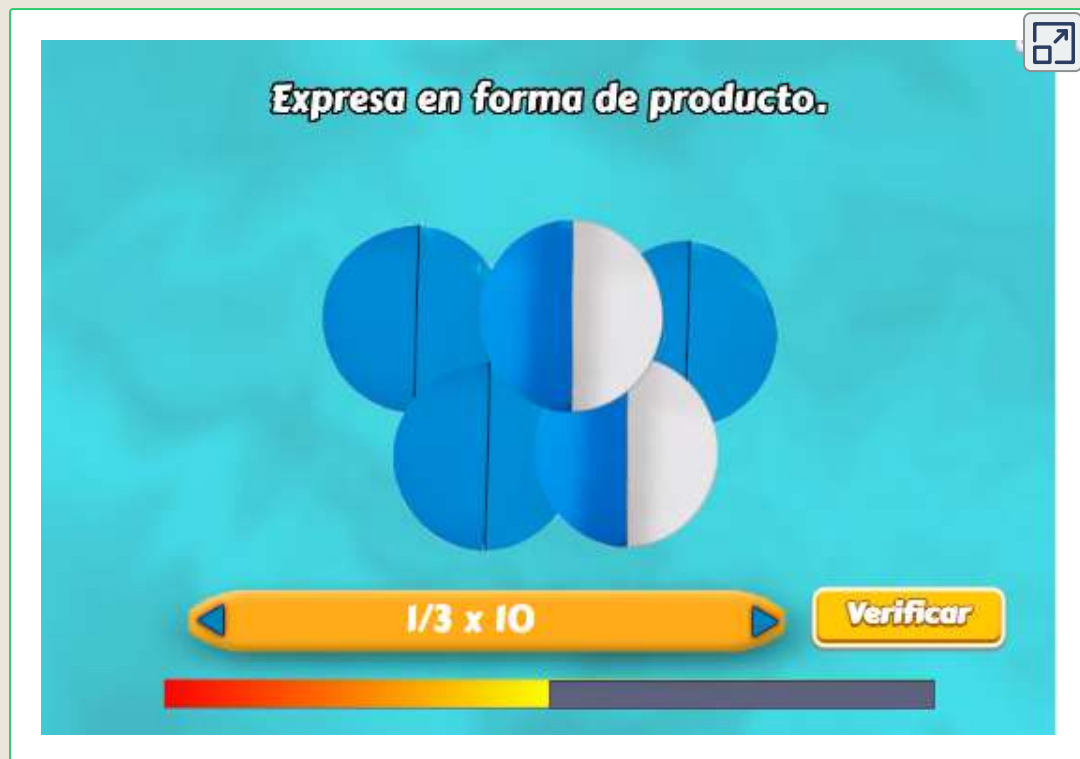 Expresa en forma de producto.
1/3 x 10
Verificar